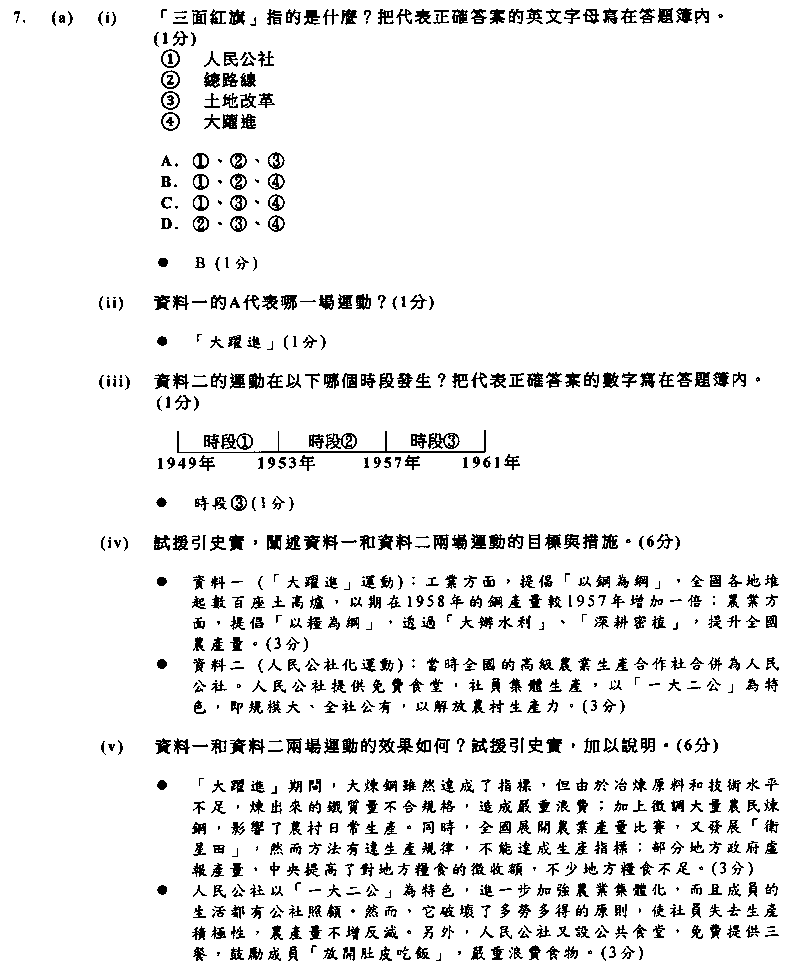 7. (a) (i) 「三面紅旗」指的是什麼？把代表正確答案的英文字母寫在答題簿內。
(1分)
① 人民公社
② 總路線
③ 土地改革
④ 大躍進
A. ①、②、③
B. ①、②、④
C. ①、③、④
D. ②、③、④
● B (1分)
(ii) 資料一的A代表哪一場運動？(1分)
● 「大躍進」(1分)
(iii) 資料二的運動在以下哪個時段發生？把代表正確答案的數字寫在答題簿內。
(1分)
時段① 時段② 時段③
1949年 1953年 1957年 1961年
● 時段③(1分)
(iv) 試援引史實，闡述資料一和資料二兩場運動的目標與措施。(6分)
● 資料一 (「大躍進」運動)：工業方面，提倡「以鋼為綱」，全國各地堆
起數百座土高爐，以期在1958年的鋼產量較1957年增加一倍；農業方
面，提倡「以糧為綱」，透過「大辦水利」、「深耕密植」，提升全國
農產量。(3分)
● 資料二 (人民公社化運動)：當時全國的高級農業生產合作社合併為人民
公社。人民公社提供免費食堂，社員集體生產，以「一大二公」為特
色，即規模大、全社公有，以解放農村生產力。(3分)
(v) 資料一和資料二兩場運動的效果如何？試援引史實，加以說明。(6分)
● 「大躍進」期間，大煉鋼雖然達成了指標，但由於冶煉原料和技術水平
不足，煉出來的鐵質量不合規格，造成嚴重浪費；加上徵調大量農民煉
鋼，影響了農村日常生產。同時，全國展開農業產量比賽，又發展「衛
星田」，然而方法有違生產規律，不能達成生產指標；部分地方政府虛
報產量，中央提高了對地方糧食的徵收額，不少地方糧食不足。(3分)
● 人民公社以「一大二公」為特色，進一步加強農業集體化，而且成員的
生活都有公社照顧。然而，它破壞了多勞多得的原則，使社員失去生產
積極性，農產量不增反減。另外，人民公社又設公共食堂，免費提供三
餐，鼓勵成員「放開肚皮吃飯」，嚴重浪費食物。(3分)